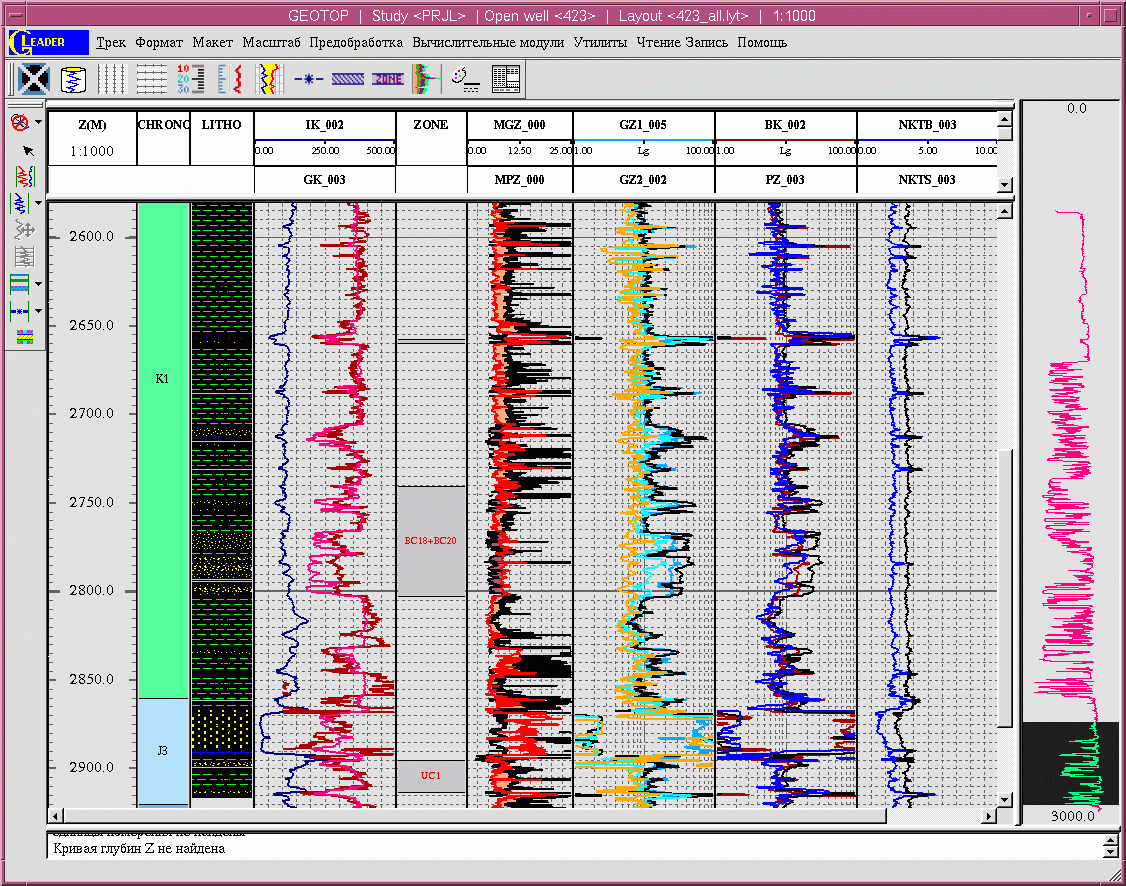 GEOTOP | Study <PRJL> | Open well <423> | Layout <423_all.lyt> | 1:1000
GLEADER Трек Формат Макет Масштаб Предобработка Вычислительные модули Утилиты Чтение Запись Помощь
10
20
30
ZONE
0.0
Z(M) CHRONO LITHO IK_002 ZONE MGZ_000 GZ1_005 BK_002 NKTB_003
1:1000 0.00 250.00 500.00 0.00 12.50 25.00 1.00 Lg 100.00 1.00 Lg 100.00 0.00 5.00 10.00
GK_003 MPZ_000 GZ2_002 PZ_003 NKTS_003
2600.0
2650.0
K1
2700.0
2750.0
BC18+BC20
2800.0
2850.0
J3
2900.0
UC1
3000.0
Кривая глубин Z не найдена